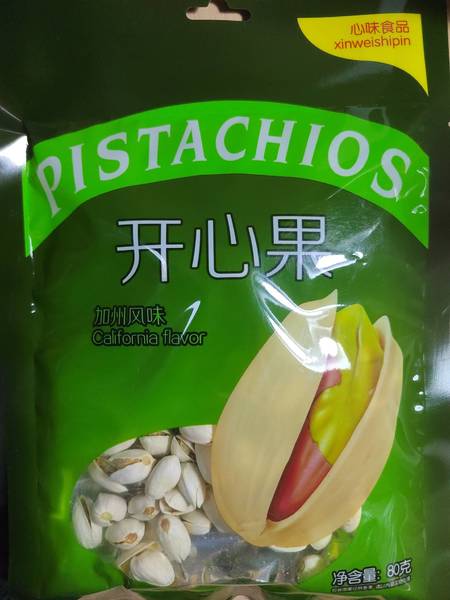 心味食品
xinweishipin
PISTACHIOS
开心果
加州风味
California flavor
净含量: 80克